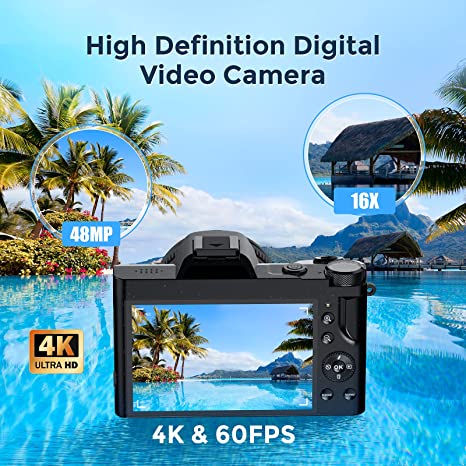 High Definition Digital
Video Camera
48MP
16X
OK
4K
ULTRA HD
4K & 60FPS